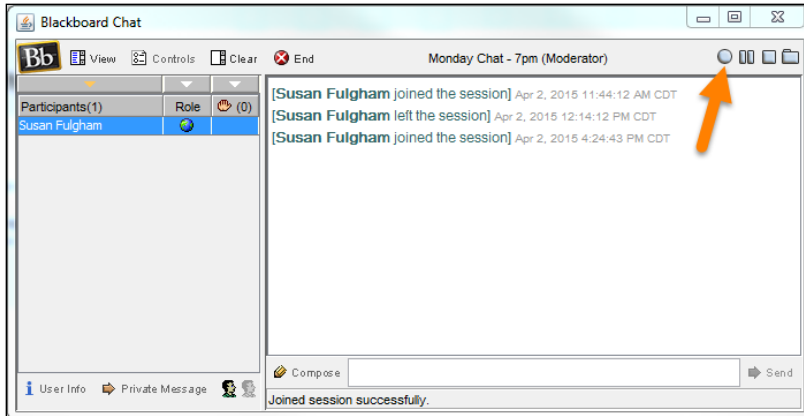 Blackboard Chat
Bb View Controls Clear End Monday Chat - 7pm (Moderator)
Participants(1) Role (0)
Susan Fulgham
[Susan Fulgham joined the session] Apr 2, 2015 11:44:12 AM CDT
[Susan Fulgham left the session] Apr 2, 2015 12:14:12 PM CDT
[Susan Fulgham joined the session] Apr 2, 2015 4:24:43 PM CDT
Compose Send
User Info Private Message
Joined session successfully.